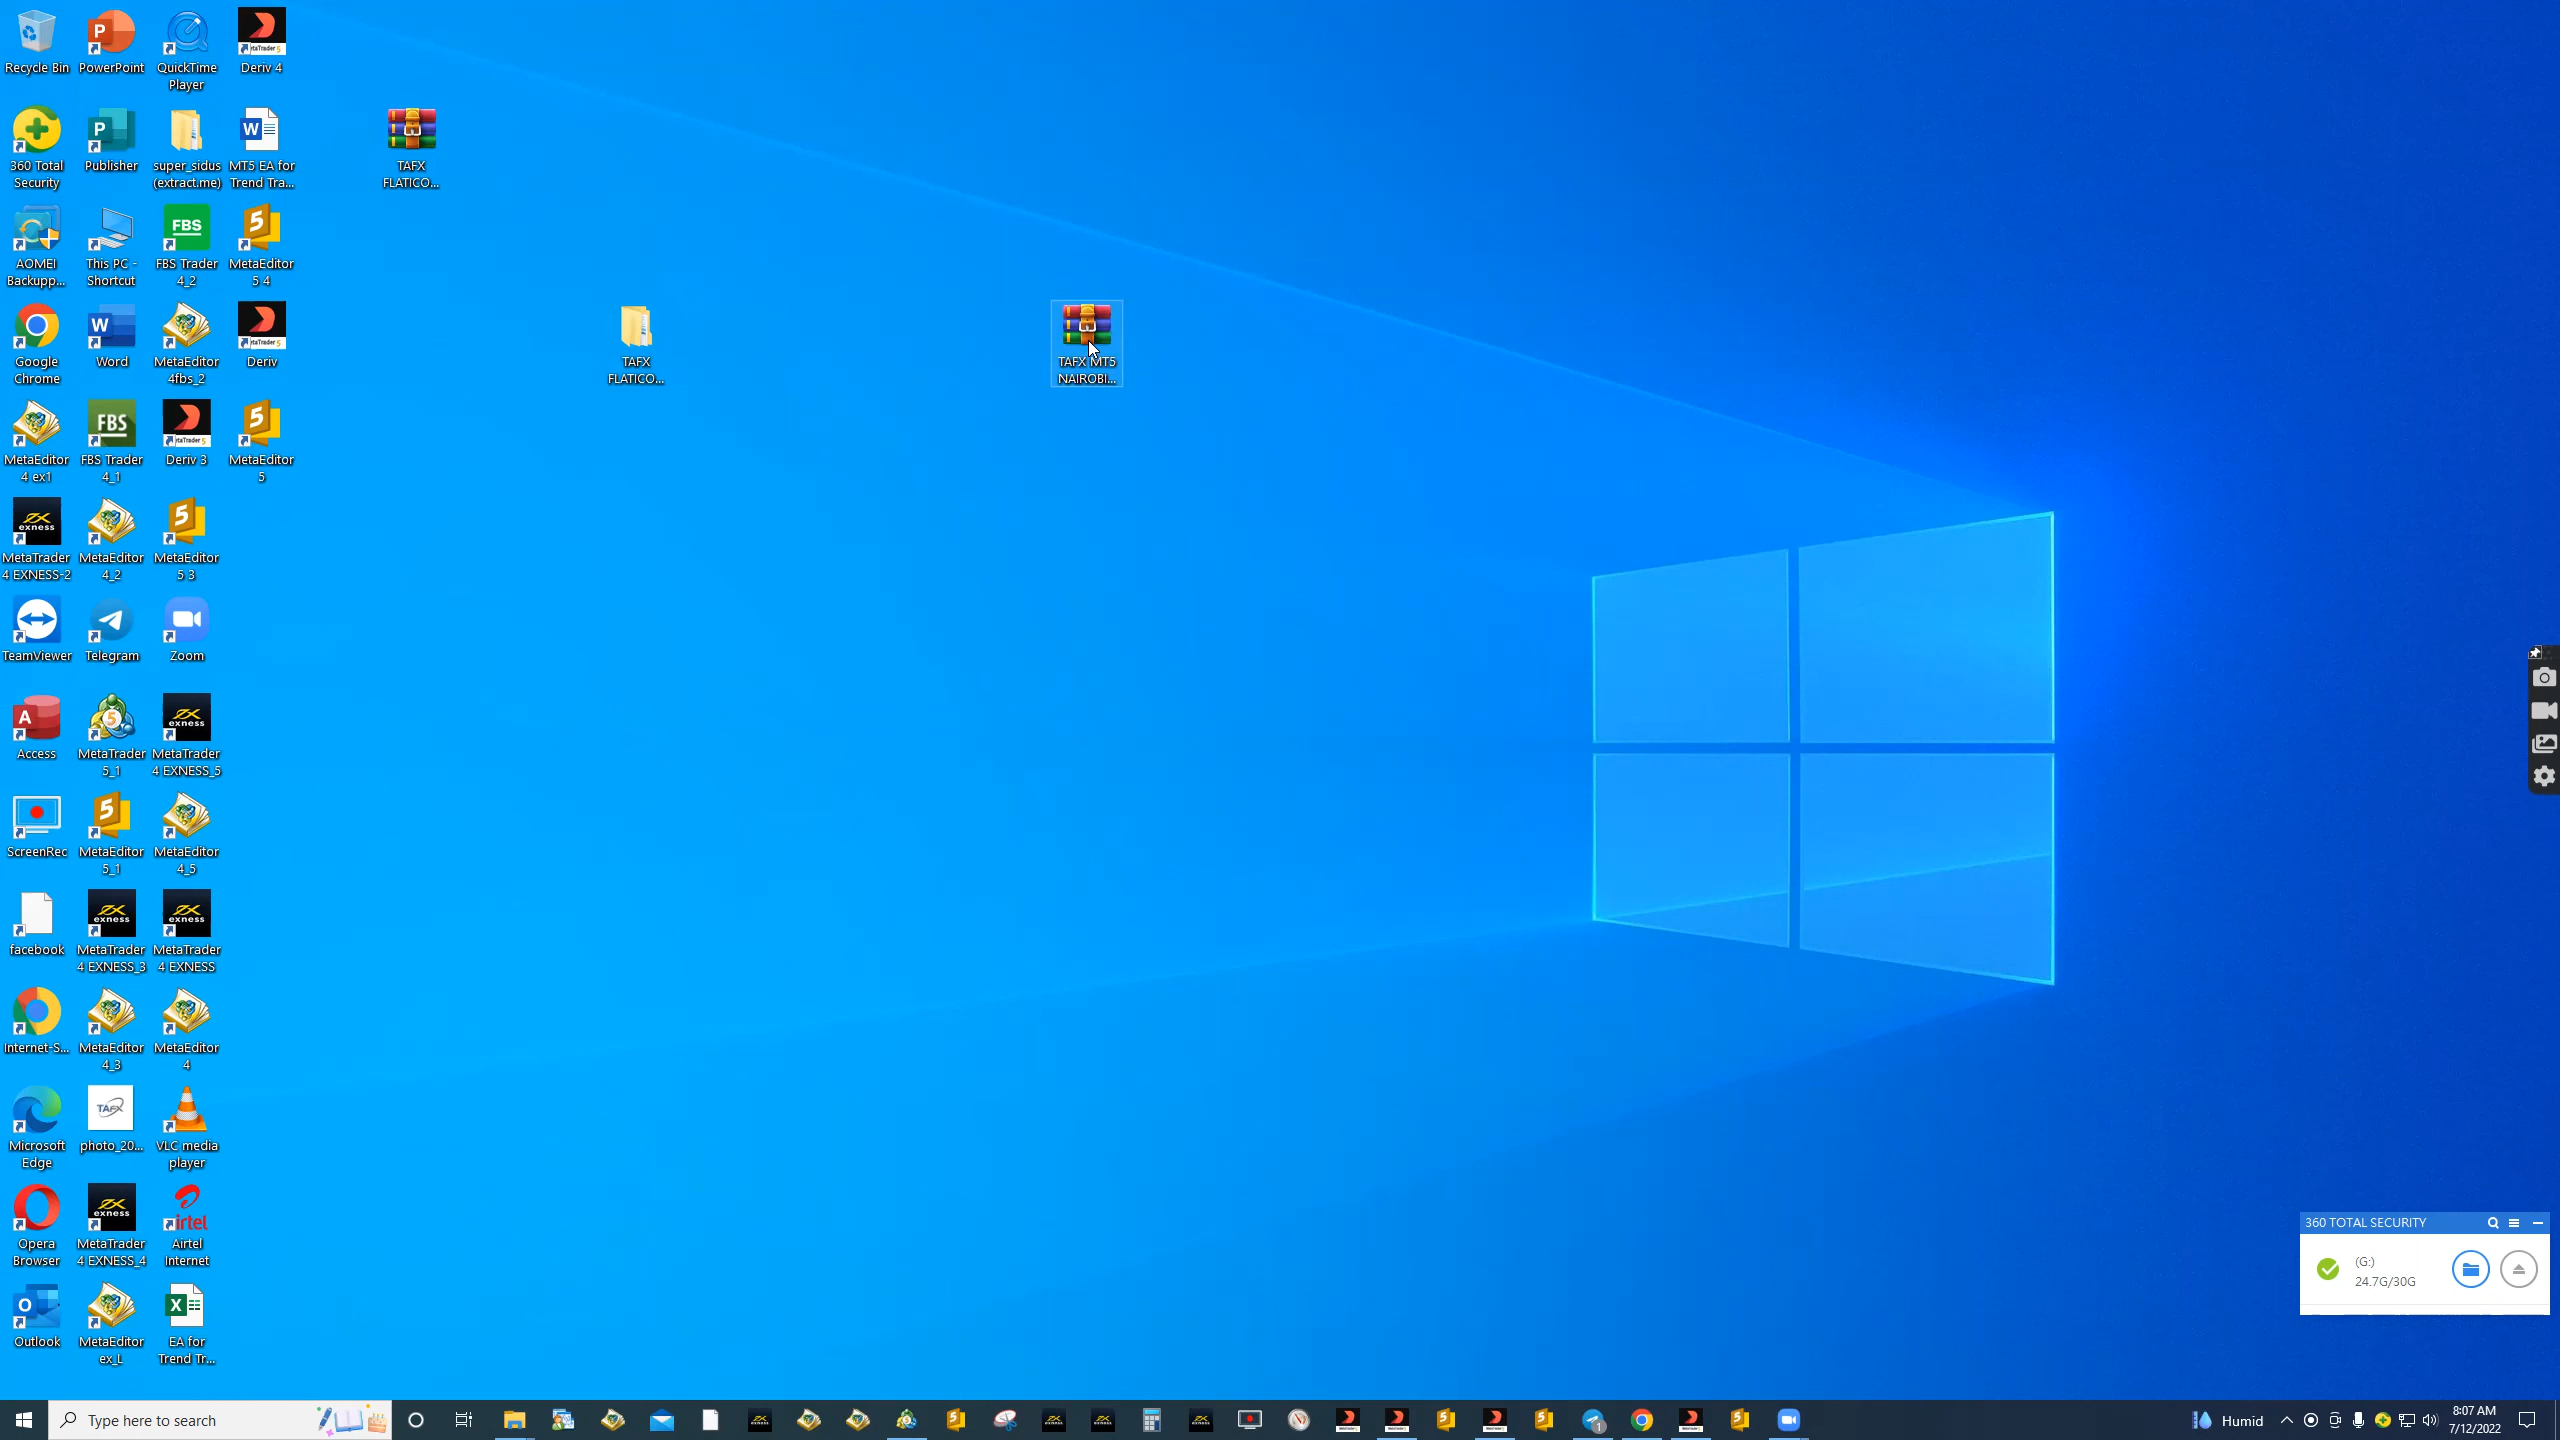 Recycle Bin
PowerPoint
QuickTime
Player
Deriv 4
360 Total
Security
Publisher
super_sidus
(extract.me)
MT5 EA for
Trend Tra...
TAFX
FLATICO...
AOMEI
Backupp...
This PC -
Shortcut
FBS Trader
4_2
MetaEditor
5 4
Google
Chrome
Word
MetaEditor
4fbs_2
Deriv
TAFX
FLATICO...
TAFX MT5
NAIROBI...
MetaEditor
4 ex1
FBS Trader
4_1
Deriv 3
MetaEditor
5
MetaTrader
4 EXNESS-2
MetaEditor
4_2
MetaEditor
5 3
TeamViewer
Telegram
Zoom
Access
MetaTrader
5_1
MetaTrader
4 EXNESS_5
ScreenRec
MetaEditor
5_1
MetaEditor
4_5
facebook
MetaTrader
4 EXNESS_3
MetaTrader
4 EXNESS
Internet-S...
MetaEditor
4_3
MetaEditor
4
Microsoft
Edge
photo_20...
VLC media
player
Opera
Browser
MetaTrader
4 EXNESS_4
Airtel
Internet
Outlook
MetaEditor
ex_L
EA for
Trend Tr...
360 TOTAL SECURITY
(G:)
24.7G/30G
Type here to search
Humid
8:07 AM
7/12/2022